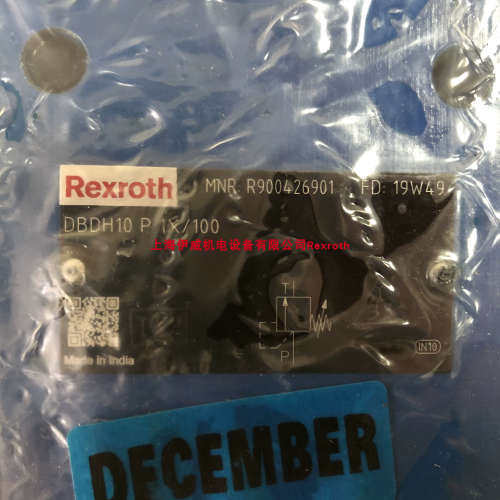 Rexroth
MNR R900426901 FD: 19W49
DBDH10 P 1X/100
上海伊威机电设备有限公司Rexroth
T
P
Made in India
IN10
DECEMBER